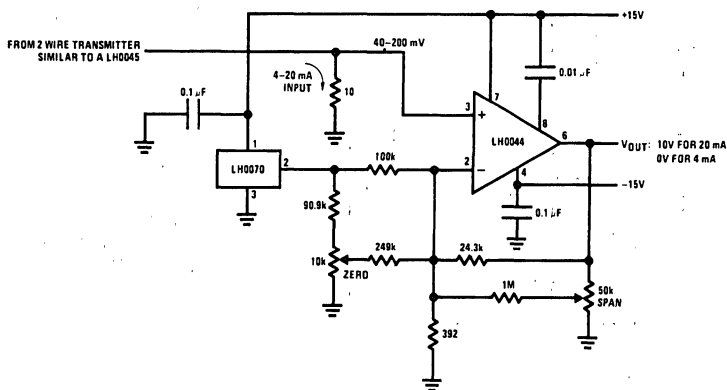 +15V
FROM 2 WIRE TRANSMITTER
SIMILAR TO A LH0045
40-200 mV
4–20 mA
INPUT
10
0.1 μF
0.01 μF
7
8
3
+
LH0044
6
VOUT: 10V FOR 20 mA
0V FOR 4 mA
1
LH0070
2
3
100k
2
−
4
−15V
0.1 μF
90.9k
10k
ZERO
249k
24.3k
1M
50k
SPAN
392